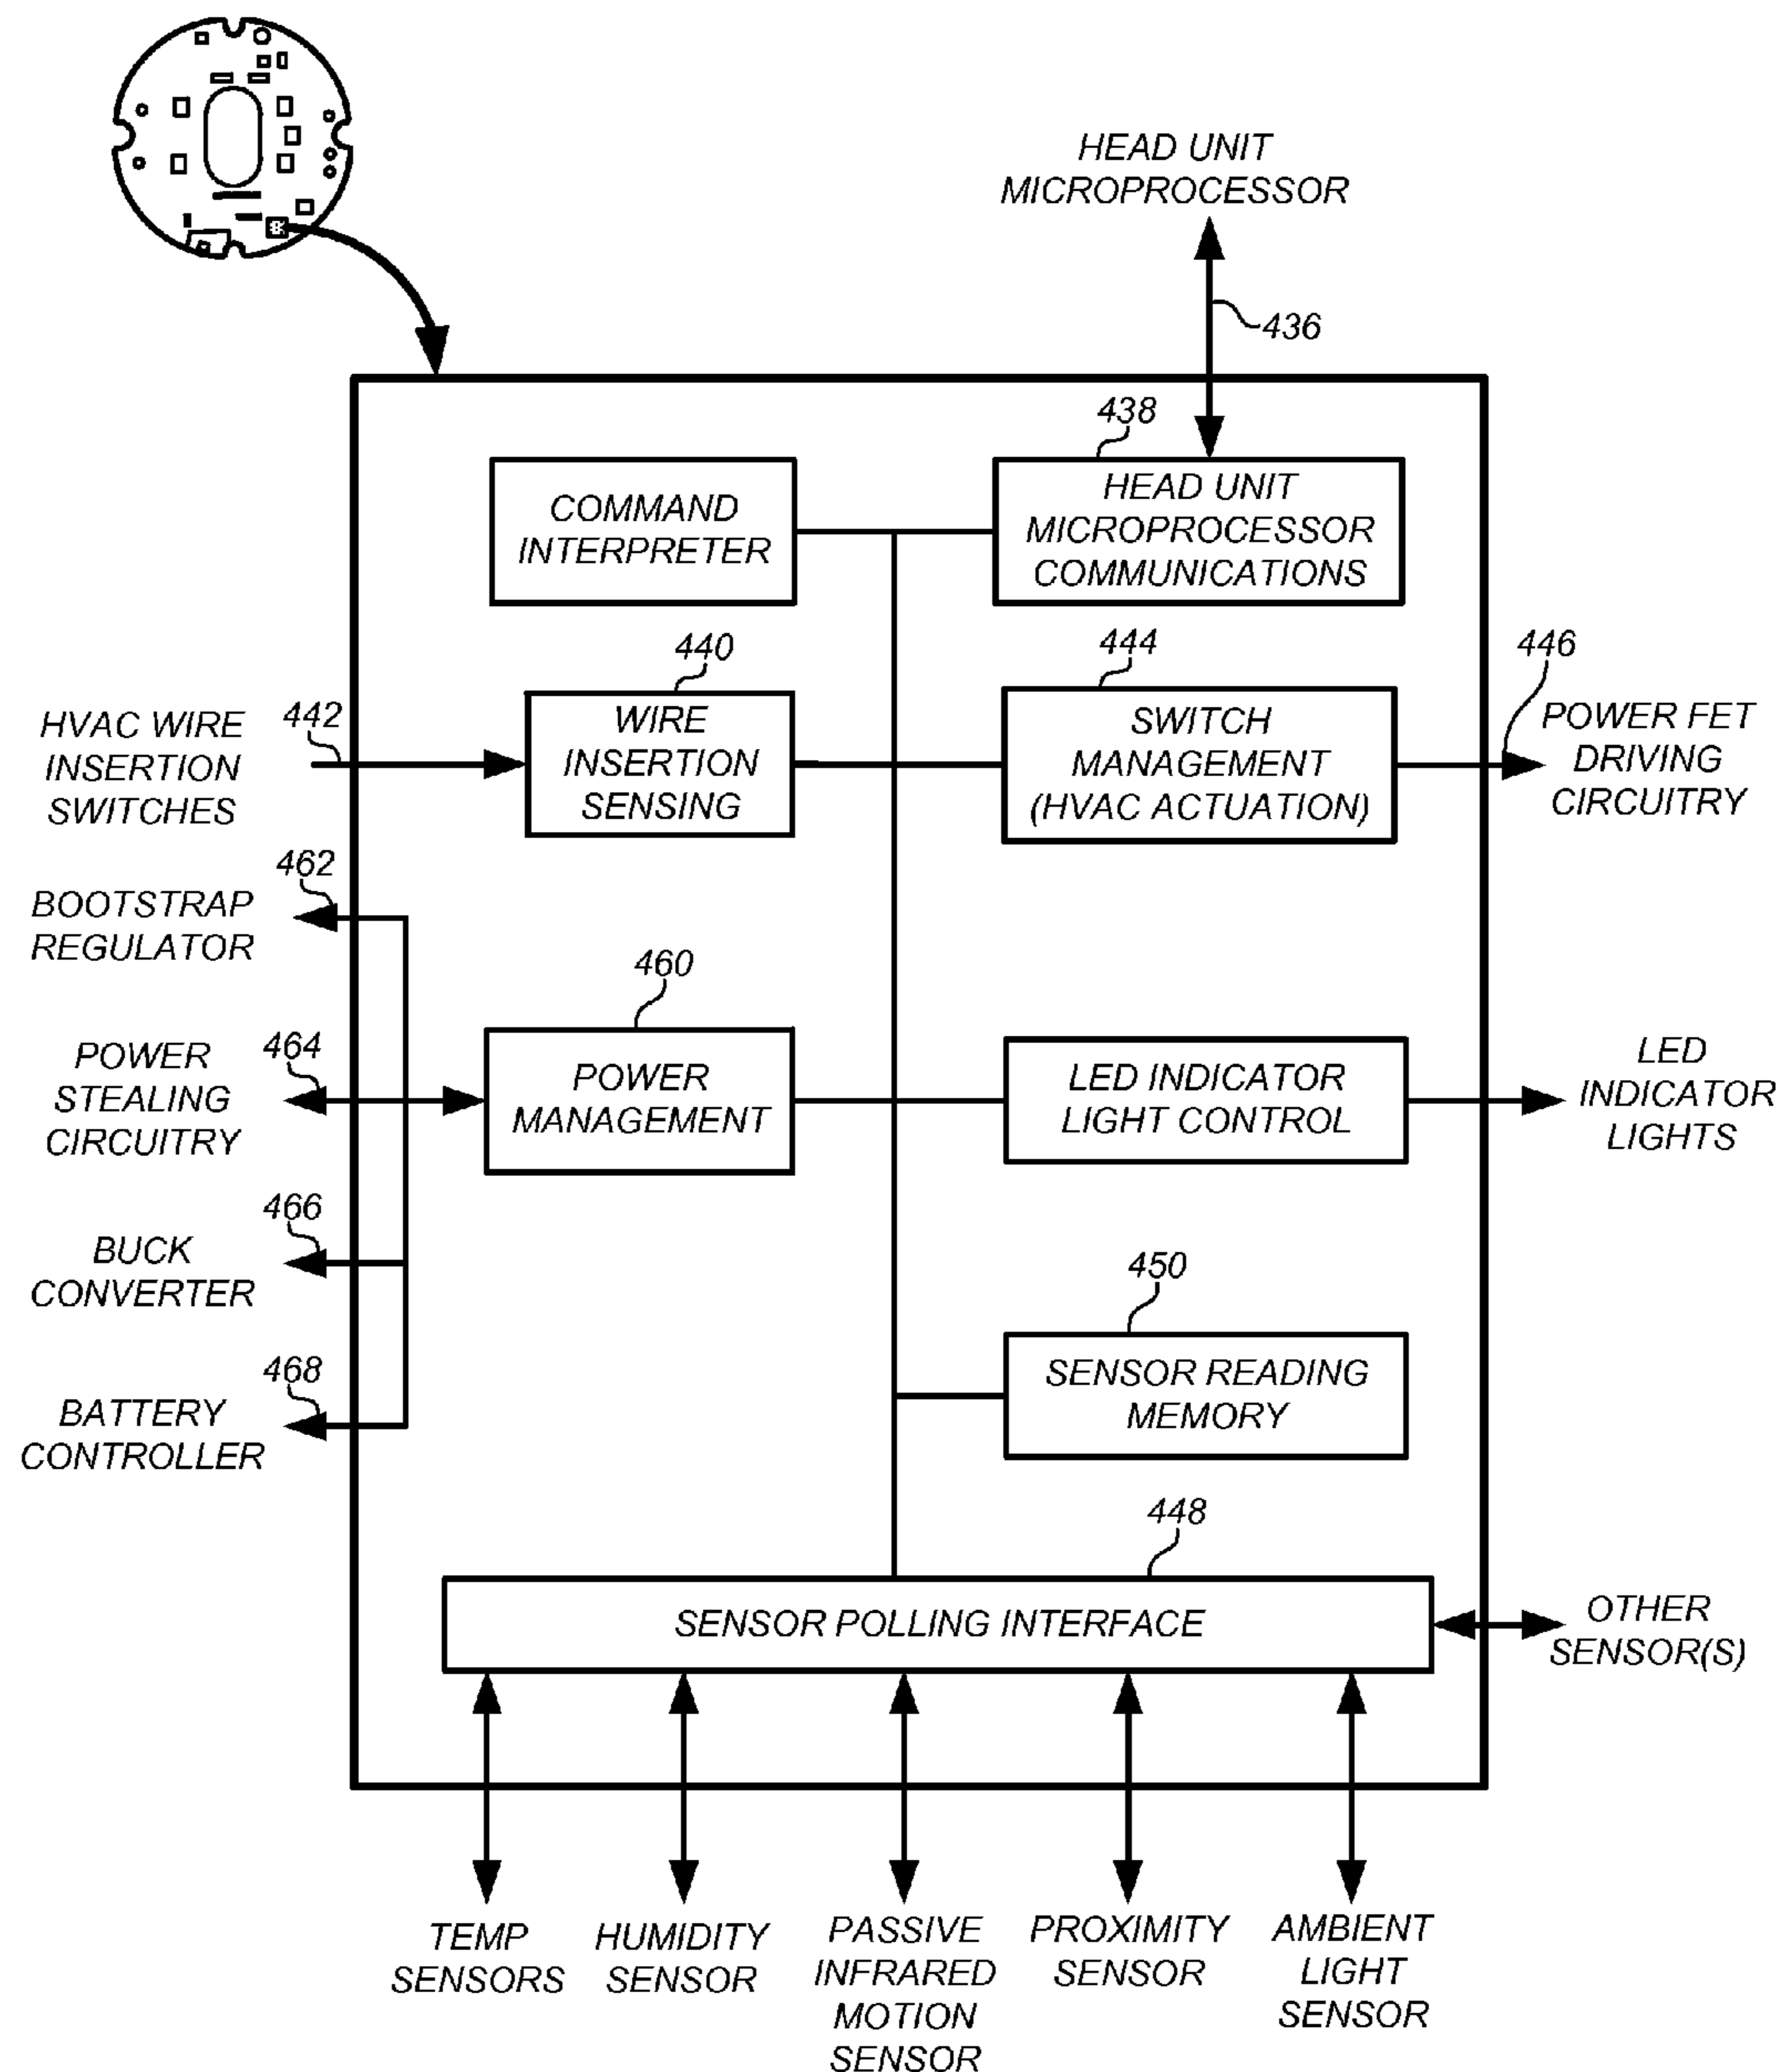 HEAD UNIT
MICROPROCESSOR
436
438
COMMAND
INTERPRETER
HEAD UNIT
MICROPROCESSOR
COMMUNICATIONS
440
444
446
HVAC WIRE
INSERTION
SWITCHES
442
WIRE
INSERTION
SENSING
SWITCH
MANAGEMENT
(HVAC ACTUATION)
POWER FET
DRIVING
CIRCUITRY
462
BOOTSTRAP
REGULATOR
460
POWER
STEALING
CIRCUITRY
464
POWER
MANAGEMENT
LED INDICATOR
LIGHT CONTROL
LED
INDICATOR
LIGHTS
466
BUCK
CONVERTER
450
SENSOR READING
MEMORY
468
BATTERY
CONTROLLER
448
SENSOR POLLING INTERFACE
OTHER
SENSOR(S)
TEMP
SENSORS
HUMIDITY
SENSOR
PASSIVE
INFRARED
MOTION
SENSOR
PROXIMITY
SENSOR
AMBIENT
LIGHT
SENSOR